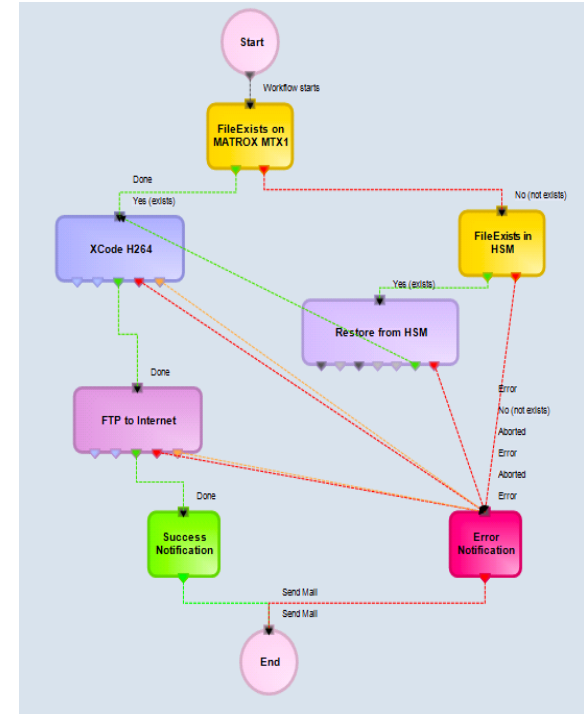 Start
Workflow starts
FileExists on
MATROX MTX1
Done
Yes (exists)
No (not exists)
XCode H264
FileExists in
HSM
Yes (exists)
Restore from HSM
Done
FTP to Internet
Error
No (not exists)
Aborted
Error
Aborted
Error
Done
Success
Notification
Error
Notification
Send Mail
Send Mail
End